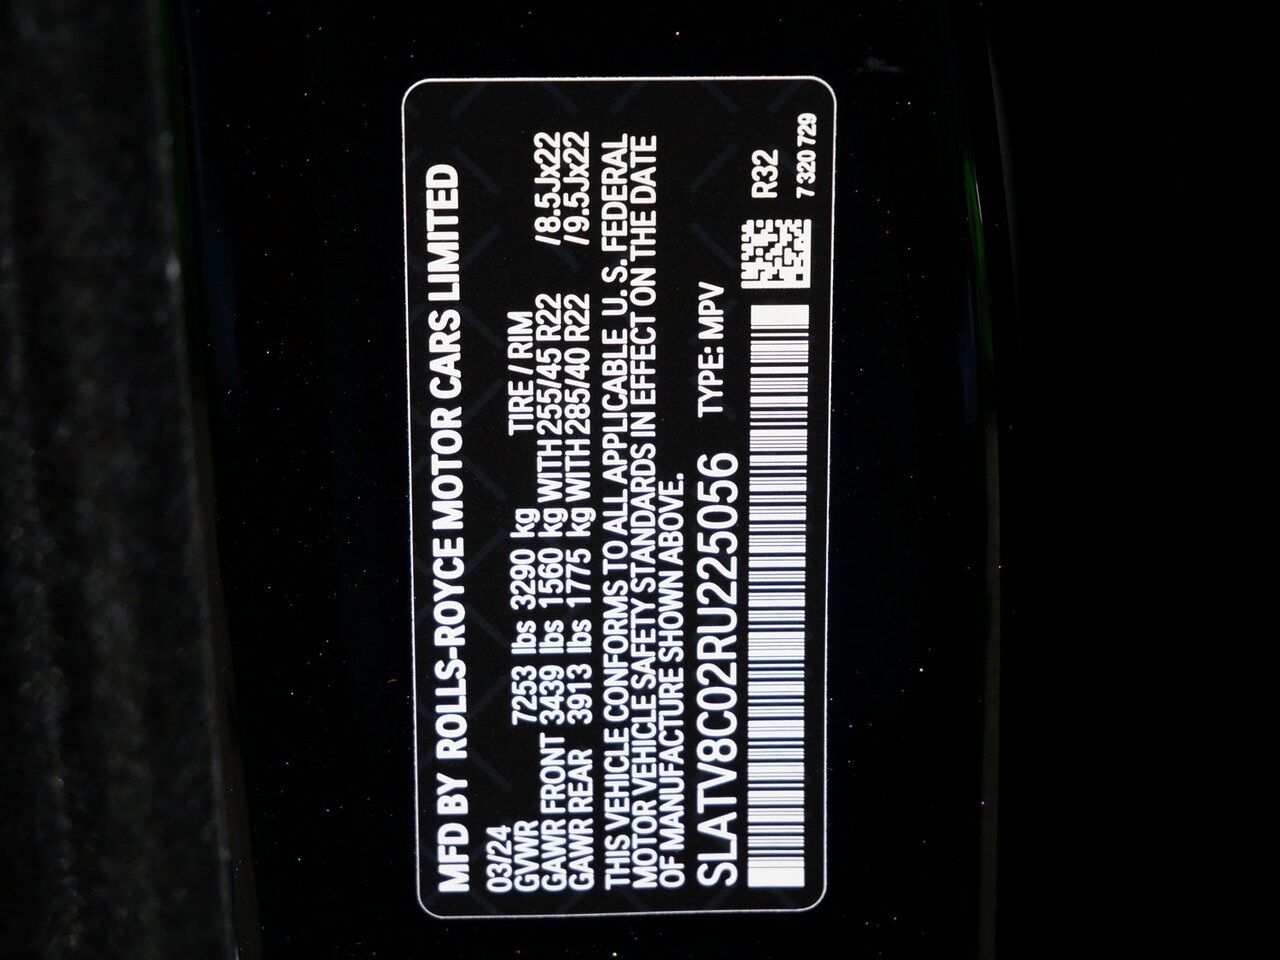 MFD BY ROLLS-ROYCE MOTOR CARS LIMITED
03/24
GVWR 7253 lbs 3290 kg TIRE / RIM
GAWR FRONT 3439 lbs 1560 kg WITH 255/45 R22 /8.5Jx22
GAWR REAR 3913 lbs 1775 kg WITH 285/40 R22 /9.5Jx22
THIS VEHICLE CONFORMS TO ALL APPLICABLE U.S. FEDERAL
MOTOR VEHICLE SAFETY STANDARDS IN EFFECT ON THE DATE
OF MANUFACTURE SHOWN ABOVE.
SLATV8C02RU225056 TYPE: MPV
R32
7 320 729